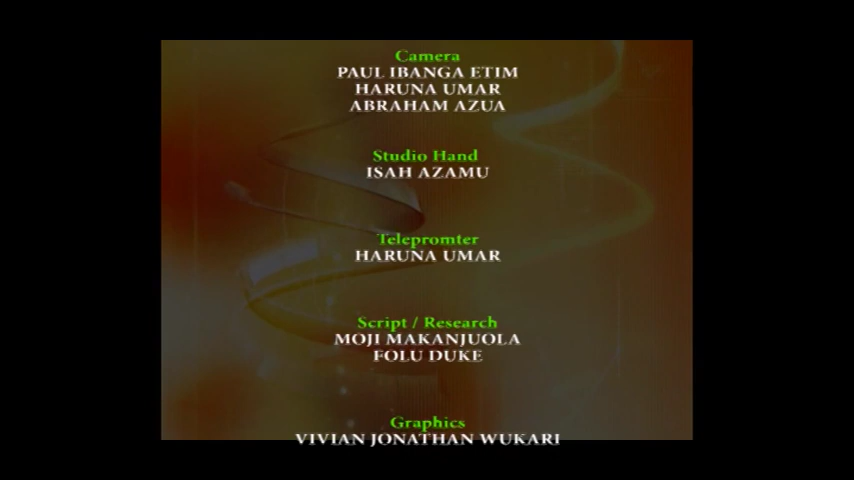 Camera
PAUL IBANGA ETIM
HARUNA UMAR
ABRAHAM AZUA
Studio Hand
ISAH AZAMU
Telepromter
HARUNA UMAR
Script / Research
MOJI MAKANJUOLA
FOLU DUKE
Graphics
VIVIAN JONATHAN WUKARI